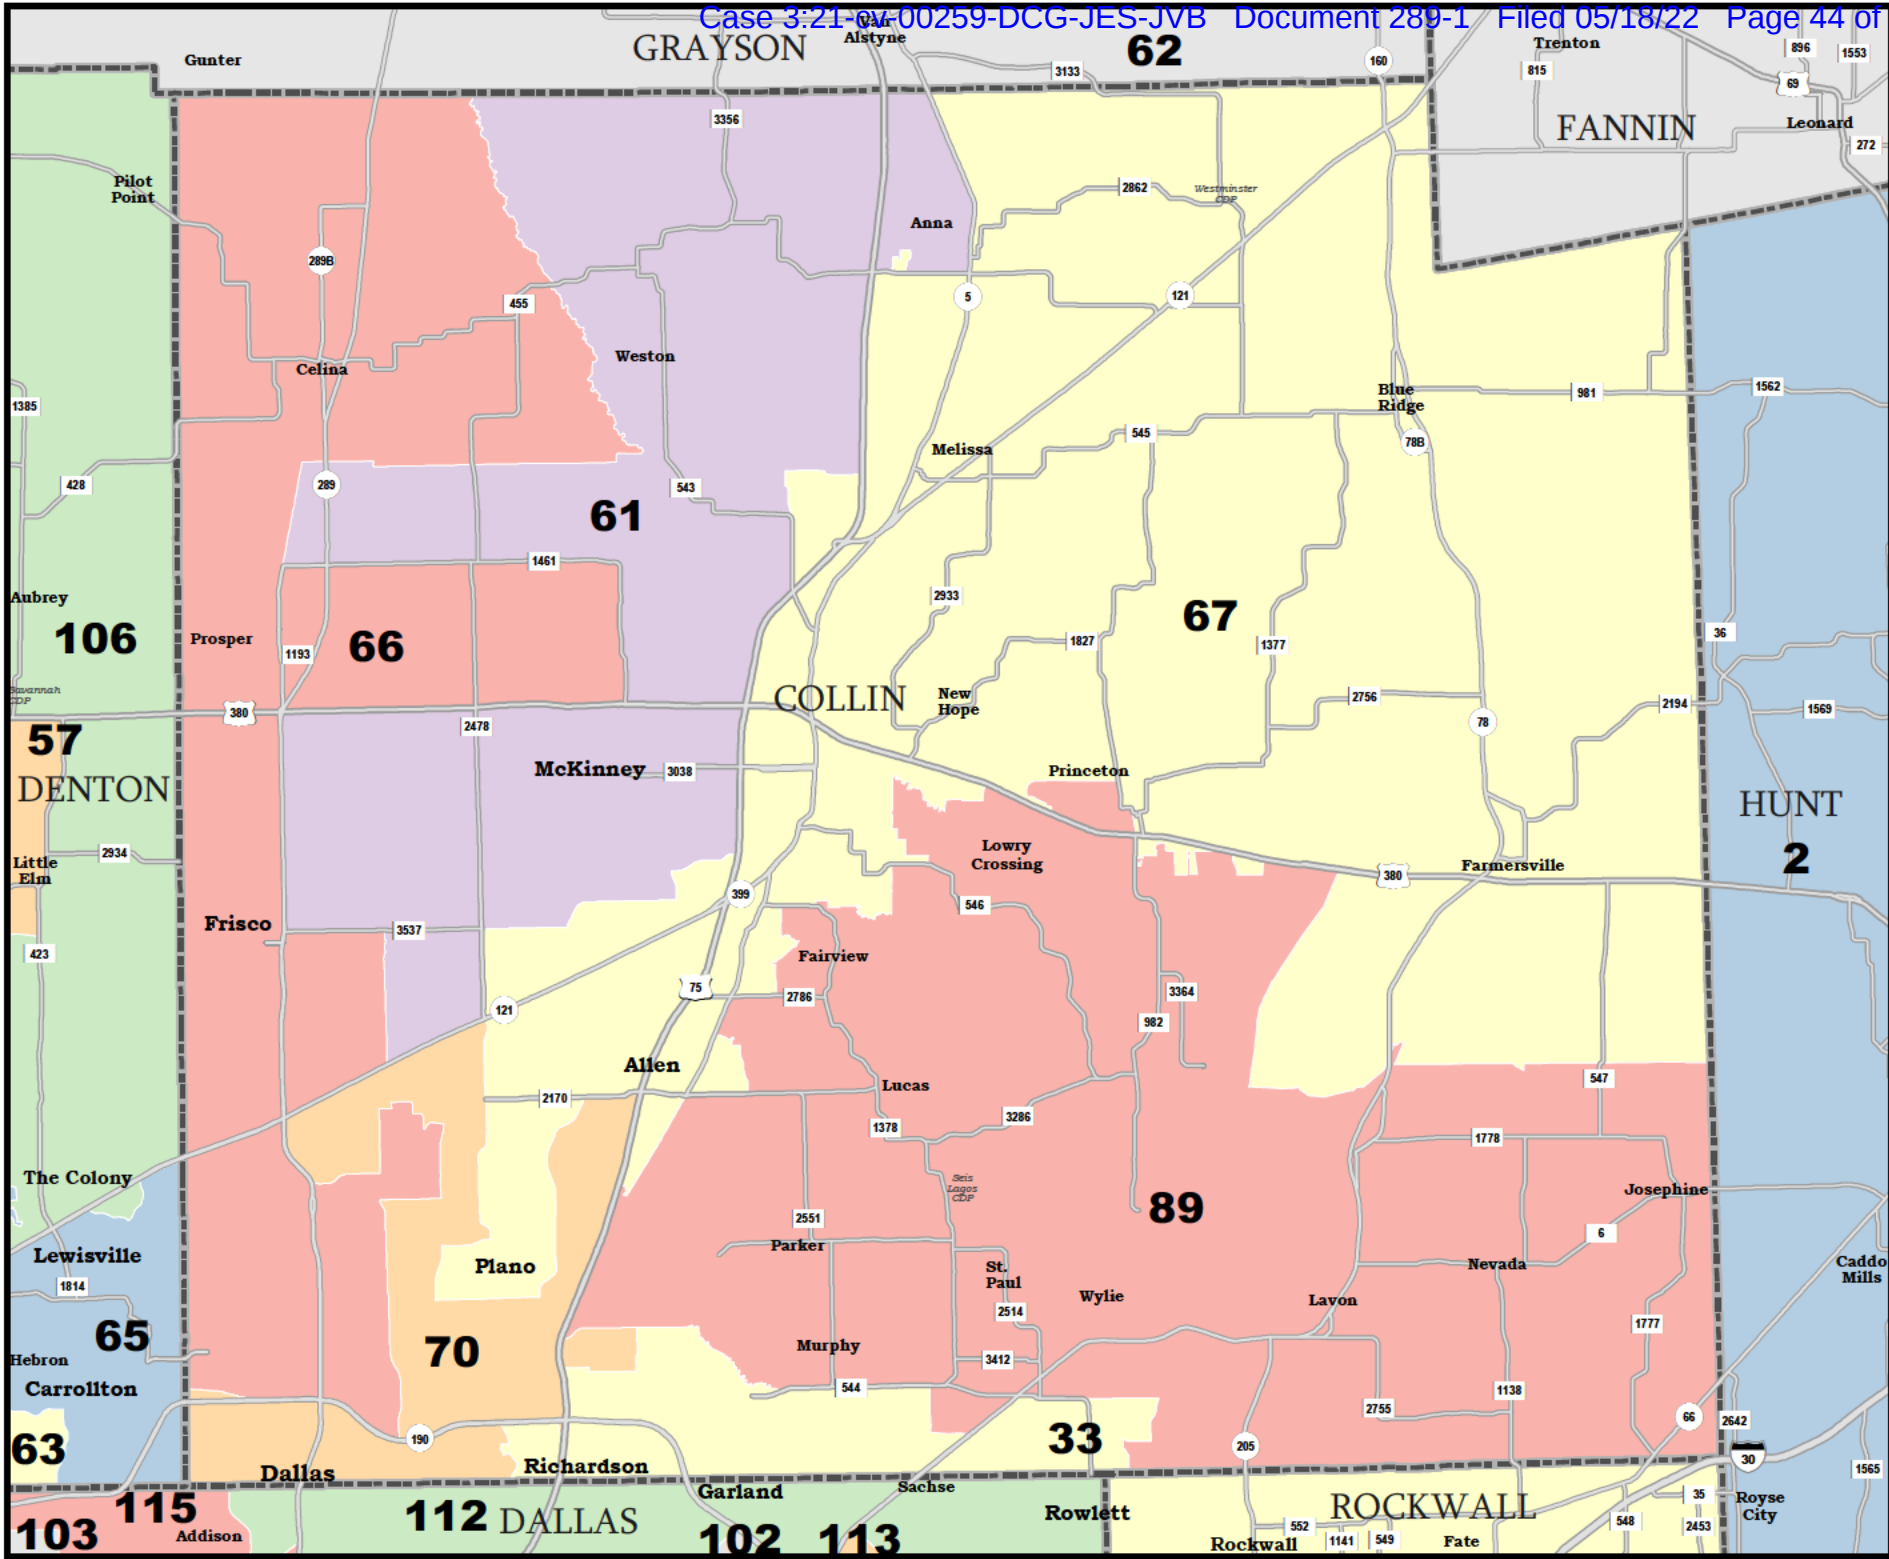 Case 3:21-cv-00259-DCG-JES-JVB Document 289-1 Filed 05/18/22 Page 44 of
Gunter
GRAYSON
Van
Alstyne
62
3133
160
Trenton
815
896
1553
69
FANNIN
Leonard
272
3356
Pilot
Point
2862
Westminster
CDP
Anna
289B
455
5
121
Weston
Celina
1385
Blue
Ridge
981
1562
545
78B
Melissa
428
289
543
61
1461
2933
Aubrey
106
Prosper
66
1193
67
1827
1377
36
Savannah
CDP
COLLIN
New
Hope
2756
2194
1569
380
57
2478
78
DENTON
McKinney
3038
Princeton
HUNT
2
2934
Little
Elm
Lowry
Crossing
380
Farmersville
399
546
Frisco
3537
423
Fairview
75
2786
3364
121
982
Allen
Lucas
547
2170
3286
1378
1778
The Colony
Seis
Lagos
CDP
89
Josephine
2551
6
Parker
Lewisville
Plano
St.
Paul
Nevada
Caddo
Mills
1814
Wylie
Lavon
2514
65
1777
70
Murphy
Hebron
3412
Carrollton
544
1138
2755
66
2642
190
33
205
63
30
Dallas
Richardson
1565
Sachse
Garland
115
112
DALLAS
Rowlett
ROCKWALL
35
Royse
City
103
Addison
102
113
552
548
2453
Rockwall
1141
549
Fate